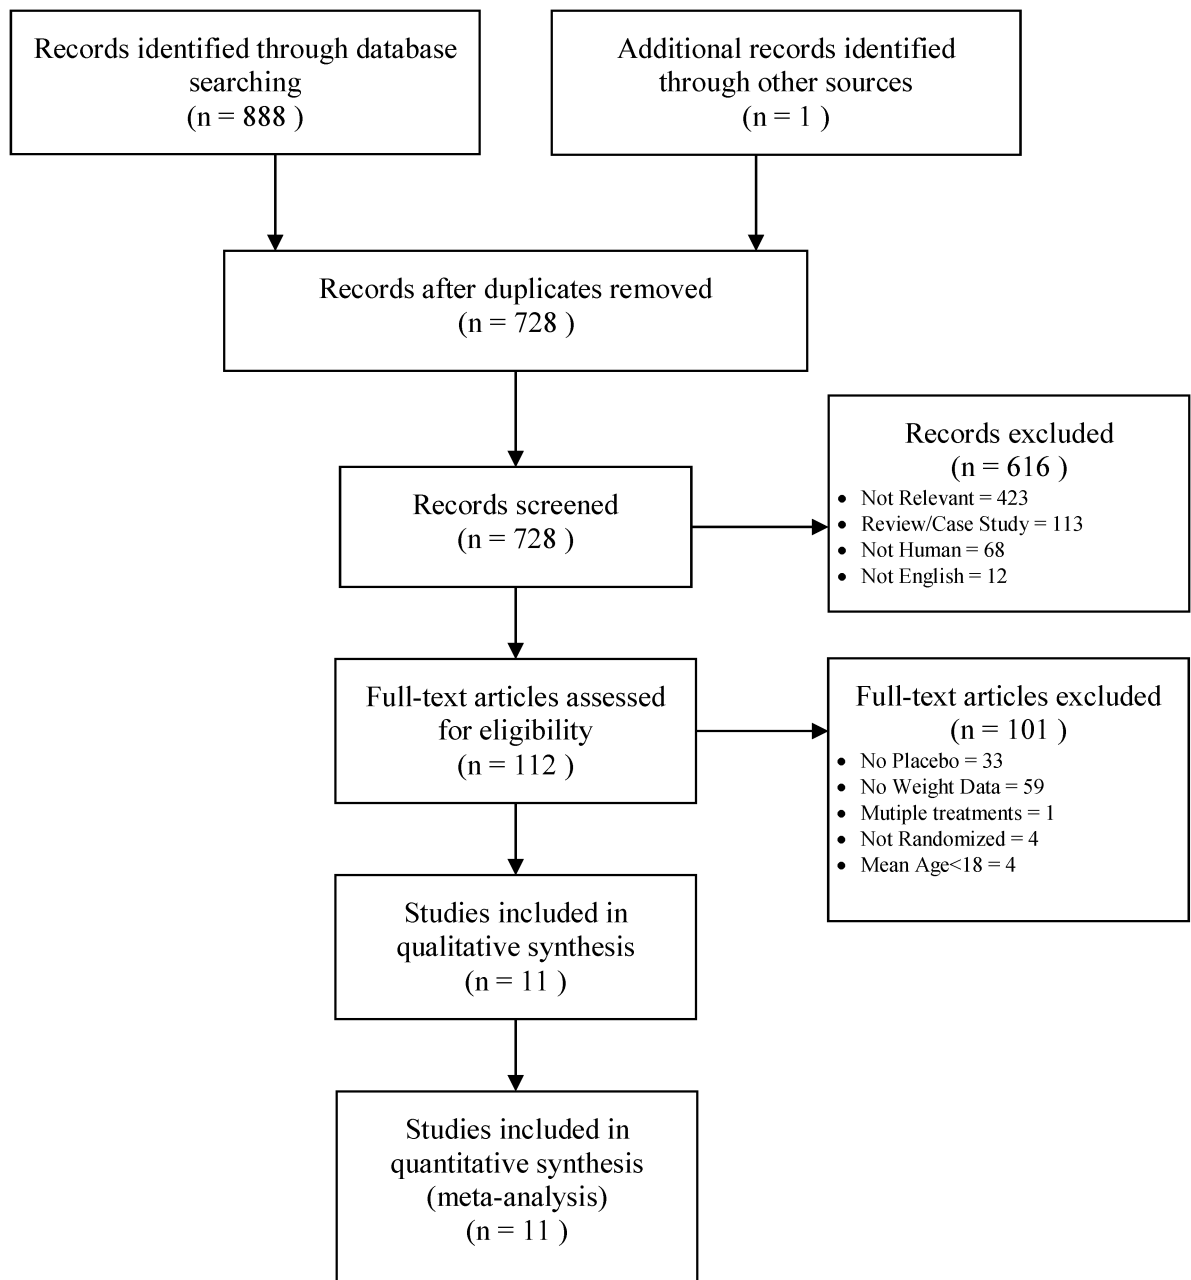 Records identified through database
searching
(n = 888 )
Additional records identified
through other sources
(n = 1 )
Records after duplicates removed
(n = 728 )
Records screened
(n = 728 )
Records excluded
(n = 616 )
• Not Relevant = 423
• Review/Case Study = 113
• Not Human = 68
• Not English = 12
Full-text articles assessed
for eligibility
(n = 112 )
Full-text articles excluded
(n = 101 )
• No Placebo = 33
• No Weight Data = 59
• Mutiple treatments = 1
• Not Randomized = 4
• Mean Age<18 = 4
Studies included in
qualitative synthesis
(n = 11 )
Studies included in
quantitative synthesis
(meta-analysis)
(n = 11 )